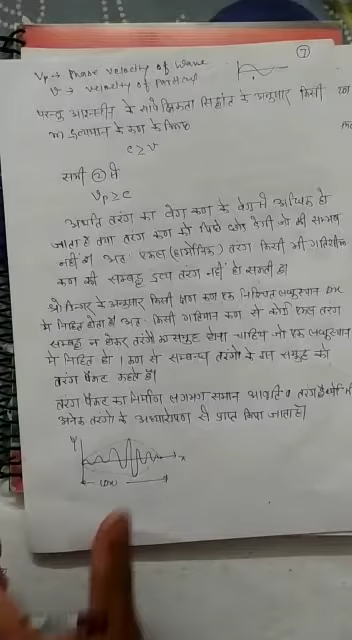 7
Vp → Phase velocity of Wave
V → velocity of particle
परन्तु आइन्स्टीन के सापेक्षिकता सिद्धांत के अनुसार किसी
m द्रव्यमान के कण के लिए
c ≥ v
समी ② से
Vp ≥ c
अर्थात तरंग का वेग कण के वेग से अधिक हो
जाता है तथा तरंग कण को पीछे छोड़ देगी जो की सम्भव
नहीं है। अतः एकल (हार्मोनिक) तरंग किसी भी गतिशील
कण की सम्बद्ध द्रव्य तरंग नहीं हो सकती है।
श्रोडिन्जर के अनुसार किसी क्षण कण एक निश्चित लघुस्थान Δx
में निहित होता है अतः किसी गतिमान कण से कोई एकल तरंग
सम्बद्ध न होकर तरंगों का समूह होना चाहिये जो एक लघुस्थान
में निहित हो। कण से सम्बन्ध तरंगों के इस समूह को
तरंग पैकेट कहते हैं।
तरंग पैकेट का निर्माण लगभग समान आवृति व तरंग
अनेक तरंगो के अध्यारोपण से प्राप्त किया जाता है।
ψ
x